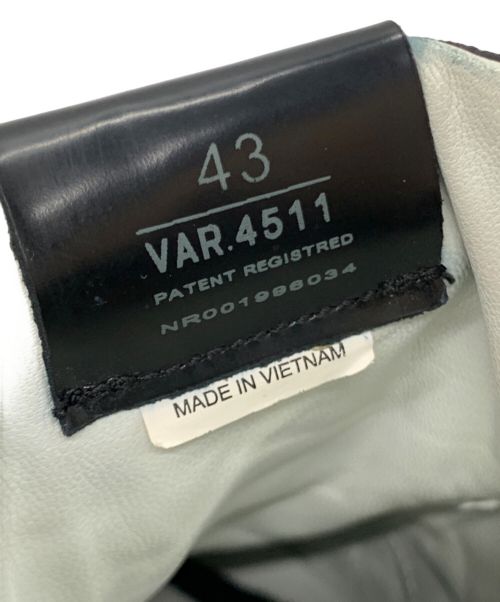 43
VAR.4511
PATENT REGISTRED
NR001996034
MADE IN VIETNAM